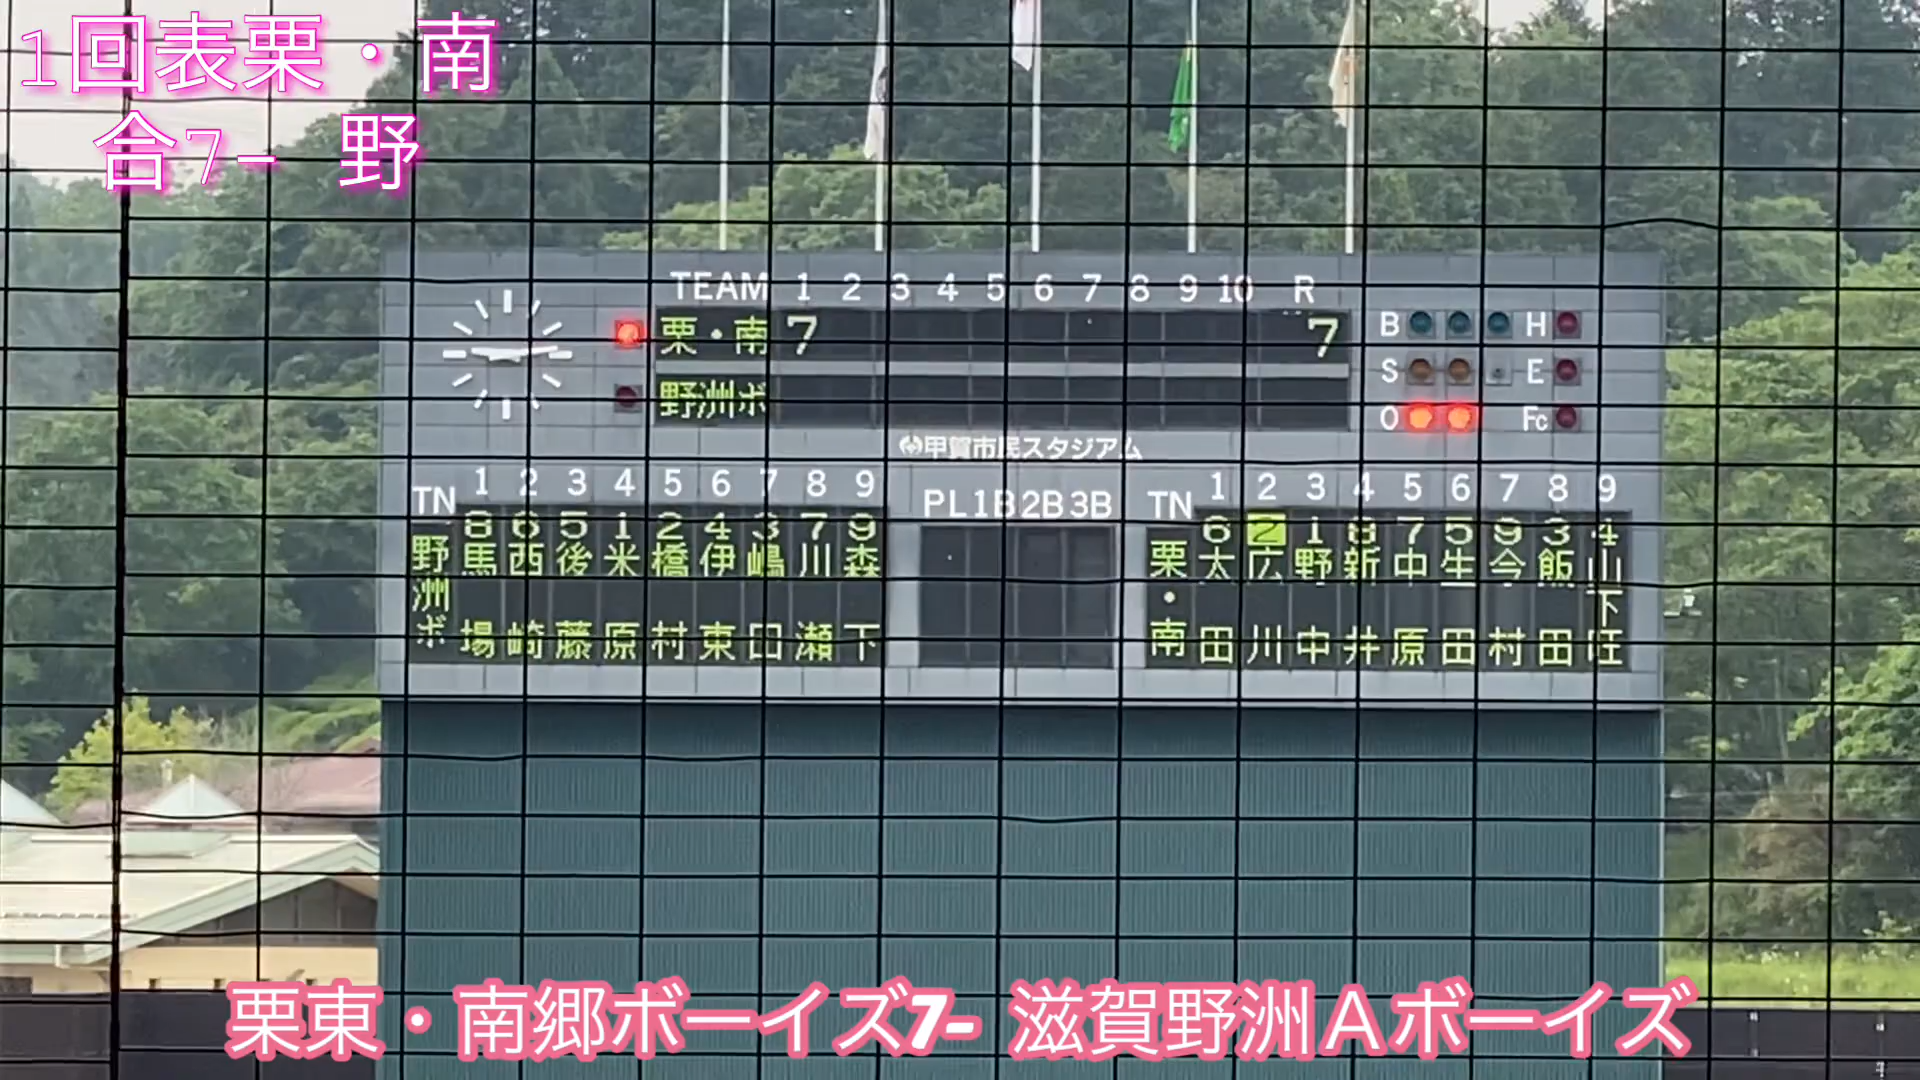 1回表栗・南
合7- 野
TEAM 1 2 3 4 5 6 7 8 9 10 R
栗・南 7 7
野洲ボ
B H
S E
O Fc
甲賀市民スタジアム
TN 1 2 3 4 5 6 7 8 9
8 6 5 1 2 4 3 7 9
野洲ボ 馬場 西崎 後藤 米原 橋村 伊東 嶋田 川瀬 森下
PL 1B 2B 3B
TN 1 2 3 4 5 6 7 8 9
6 2 1 8 7 5 9 3 4
栗・南 太田 広川 野中 新井 中原 生田 今村 飯田 山下旺
栗東・南郷ボーイズ7- 滋賀野洲Aボーイズ